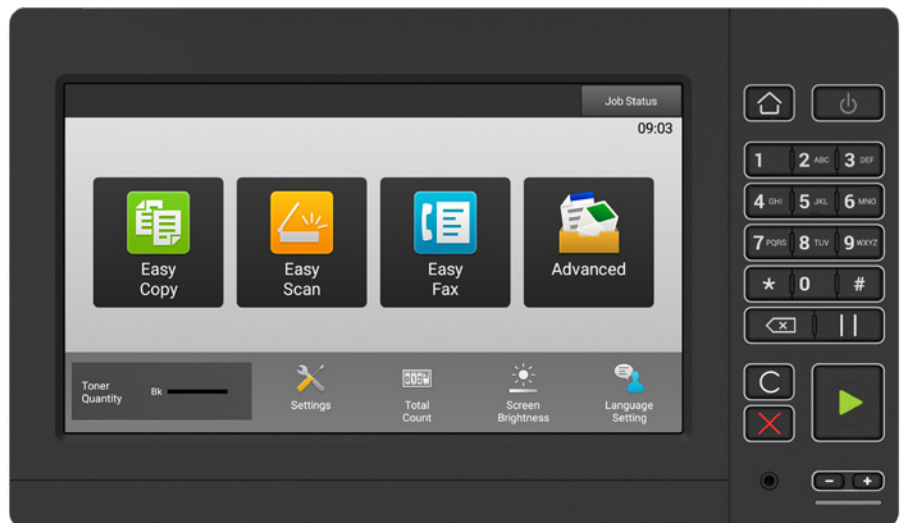 Job Status
09:03
Easy
Copy
Easy
Scan
Easy
Fax
Advanced
Toner
Quantity
Bk
Settings
Total
Count
Screen
Brightness
Language
Setting
1
2 ABC
3 DEF
4 GHI
5 JKL
6 MNO
7 PQRS
8 TUV
9 WXYZ
*
0
#
C
- +